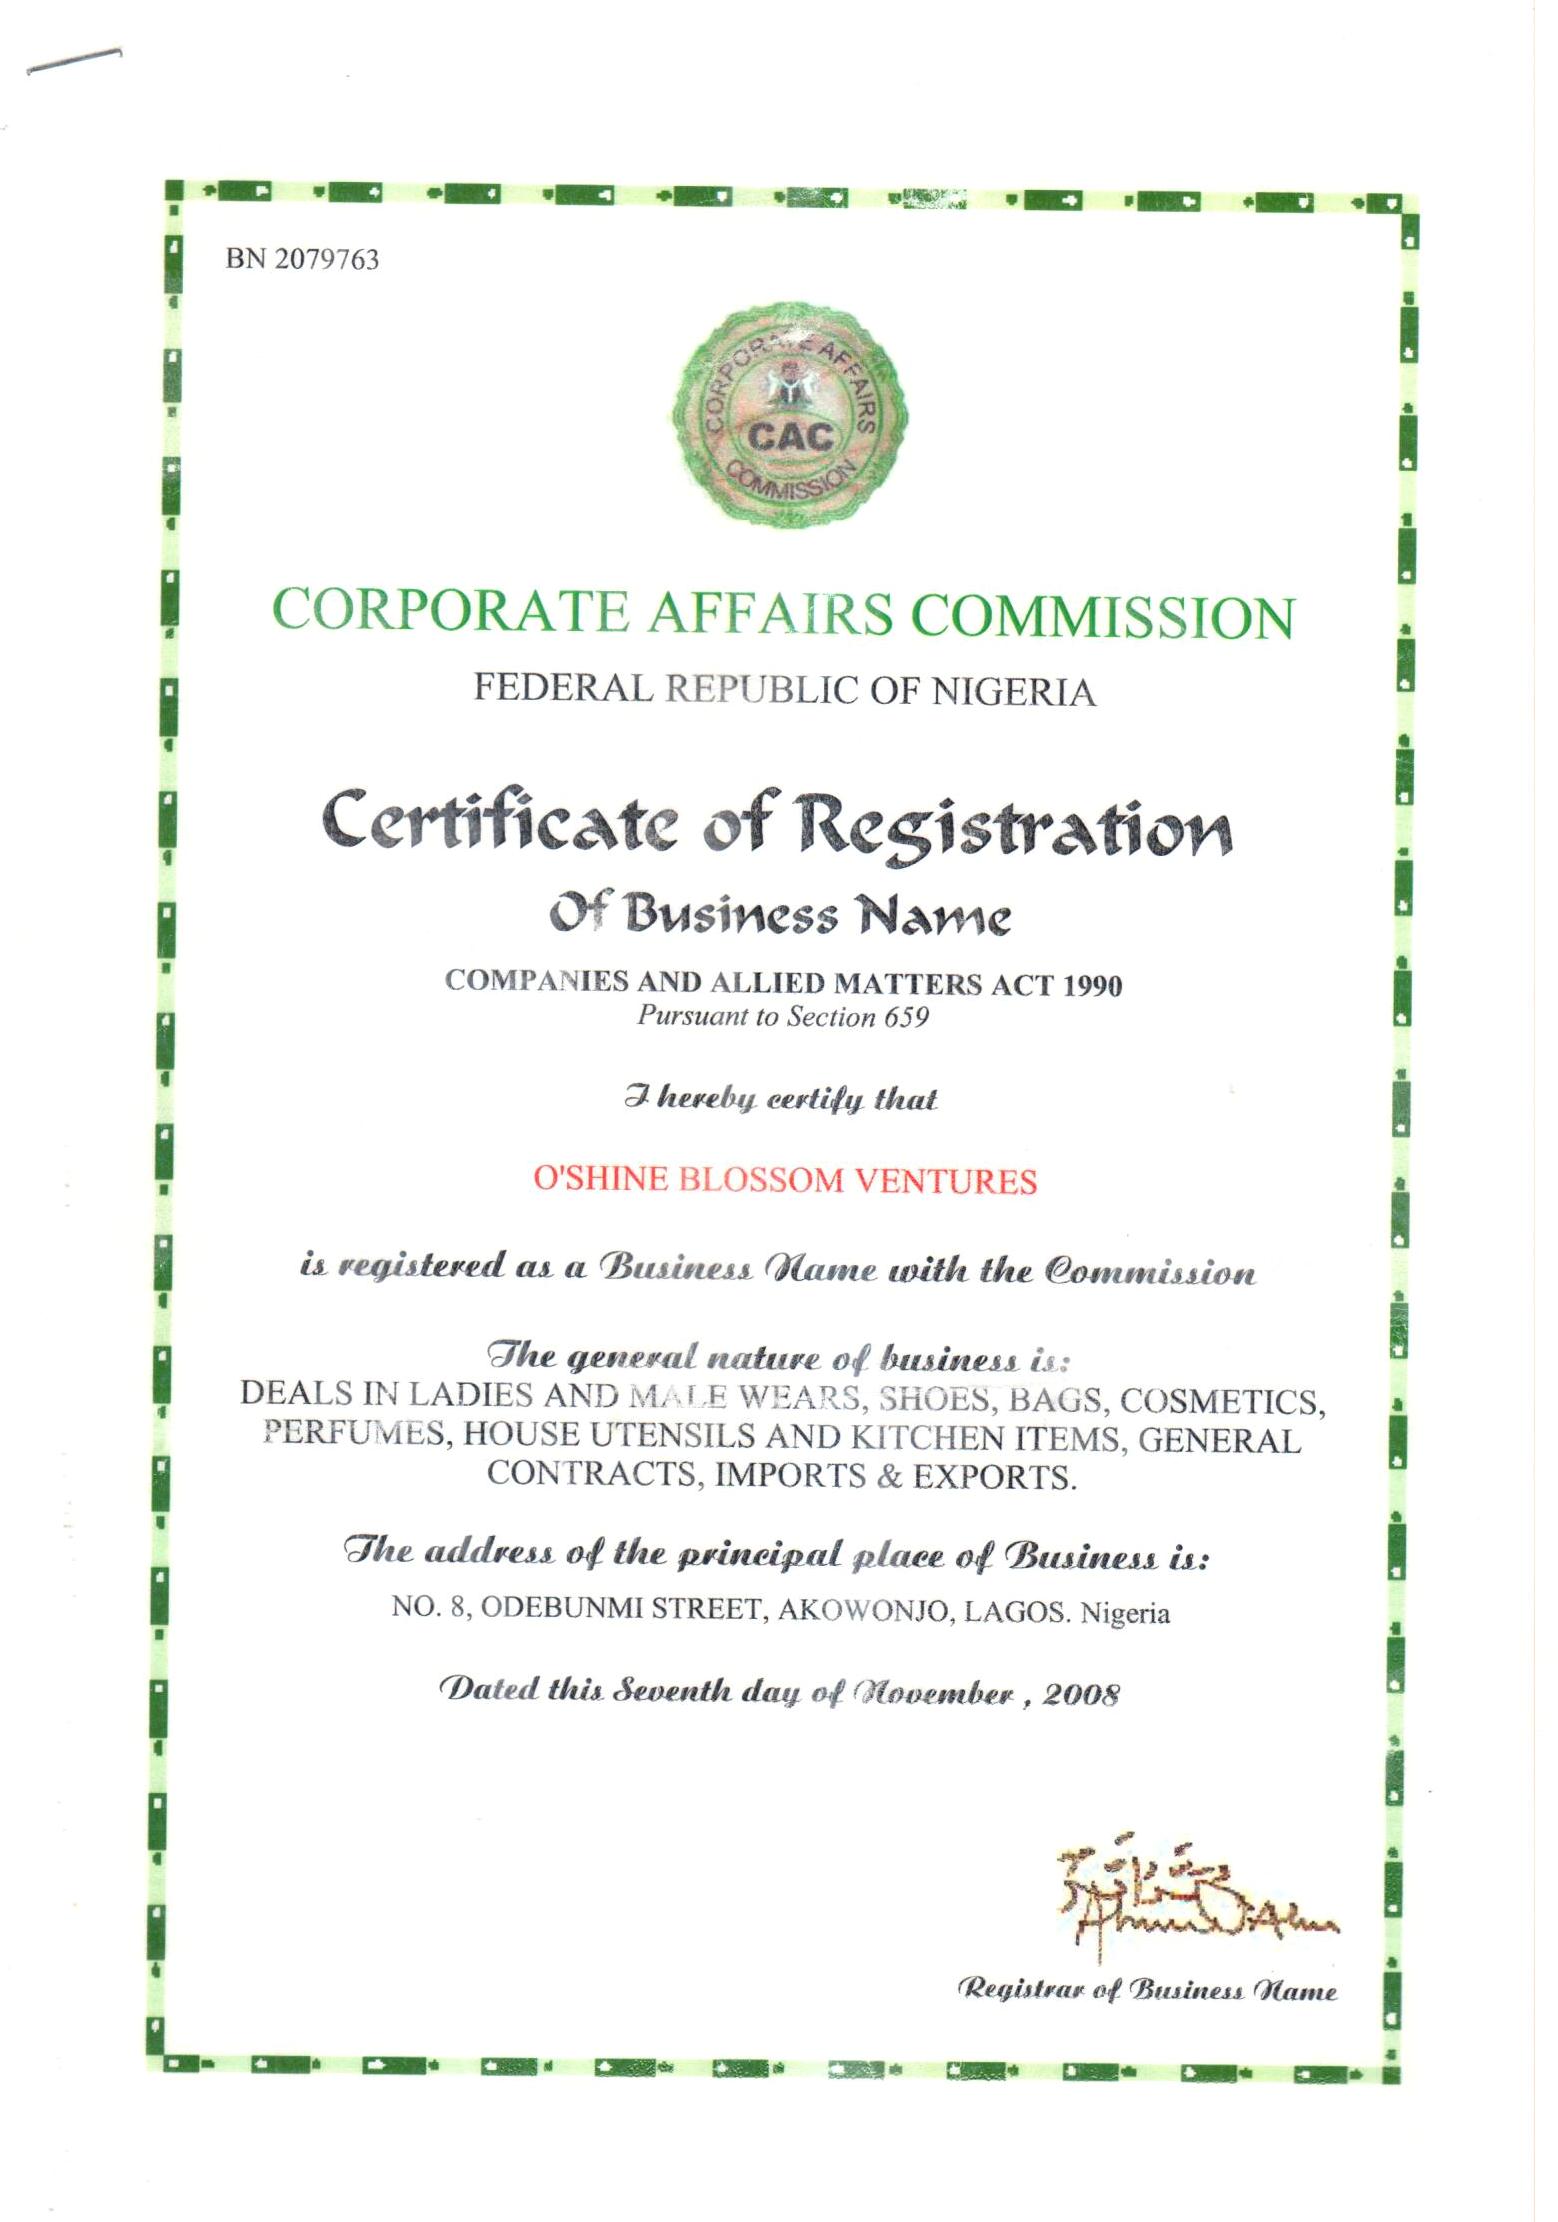 BN 2079763
CORPORATE AFFAIRS
CAC
COMMISSION
CORPORATE AFFAIRS COMMISSION
FEDERAL REPUBLIC OF NIGERIA
Certificate of Registration
Of Business Name
COMPANIES AND ALLIED MATTERS ACT 1990
Pursuant to Section 659
I hereby certify that
O'SHINE BLOSSOM VENTURES
is registered as a Business Name with the Commission
The general nature of business is:
DEALS IN LADIES AND MALE WEARS, SHOES, BAGS, COSMETICS,
PERFUMES, HOUSE UTENSILS AND KITCHEN ITEMS, GENERAL
CONTRACTS, IMPORTS & EXPORTS.
The address of the principal place of Business is:
NO. 8, ODEBUNMI STREET, AKOWONJO, LAGOS. Nigeria
Dated this Seventh day of November , 2008
Registrar of Business Name